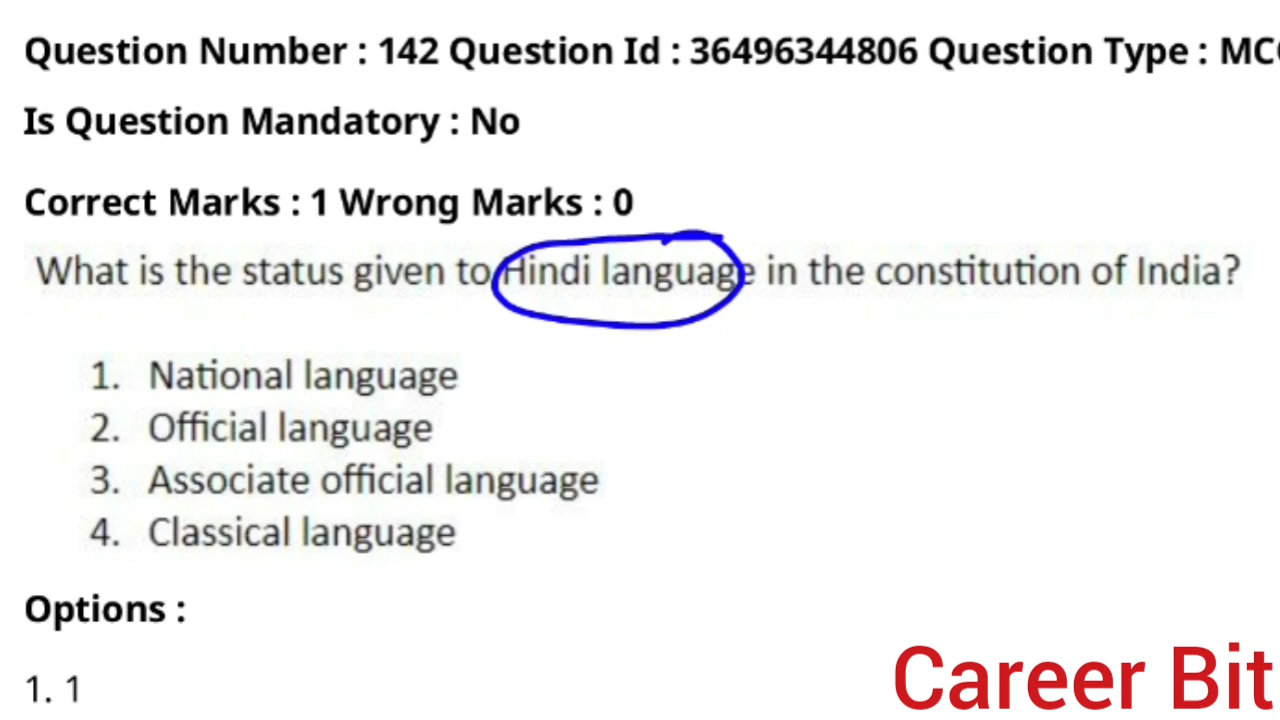 Question Number : 142 Question Id : 36496344806 Question Type :
Is Question Mandatory : No
Correct Marks : 1 Wrong Marks : 0
What is the status given to Hindi language in the constitution of India?
1. National language
2. Official language
3. Associate official language
4. Classical language
Options :
1. 1
Career Bit